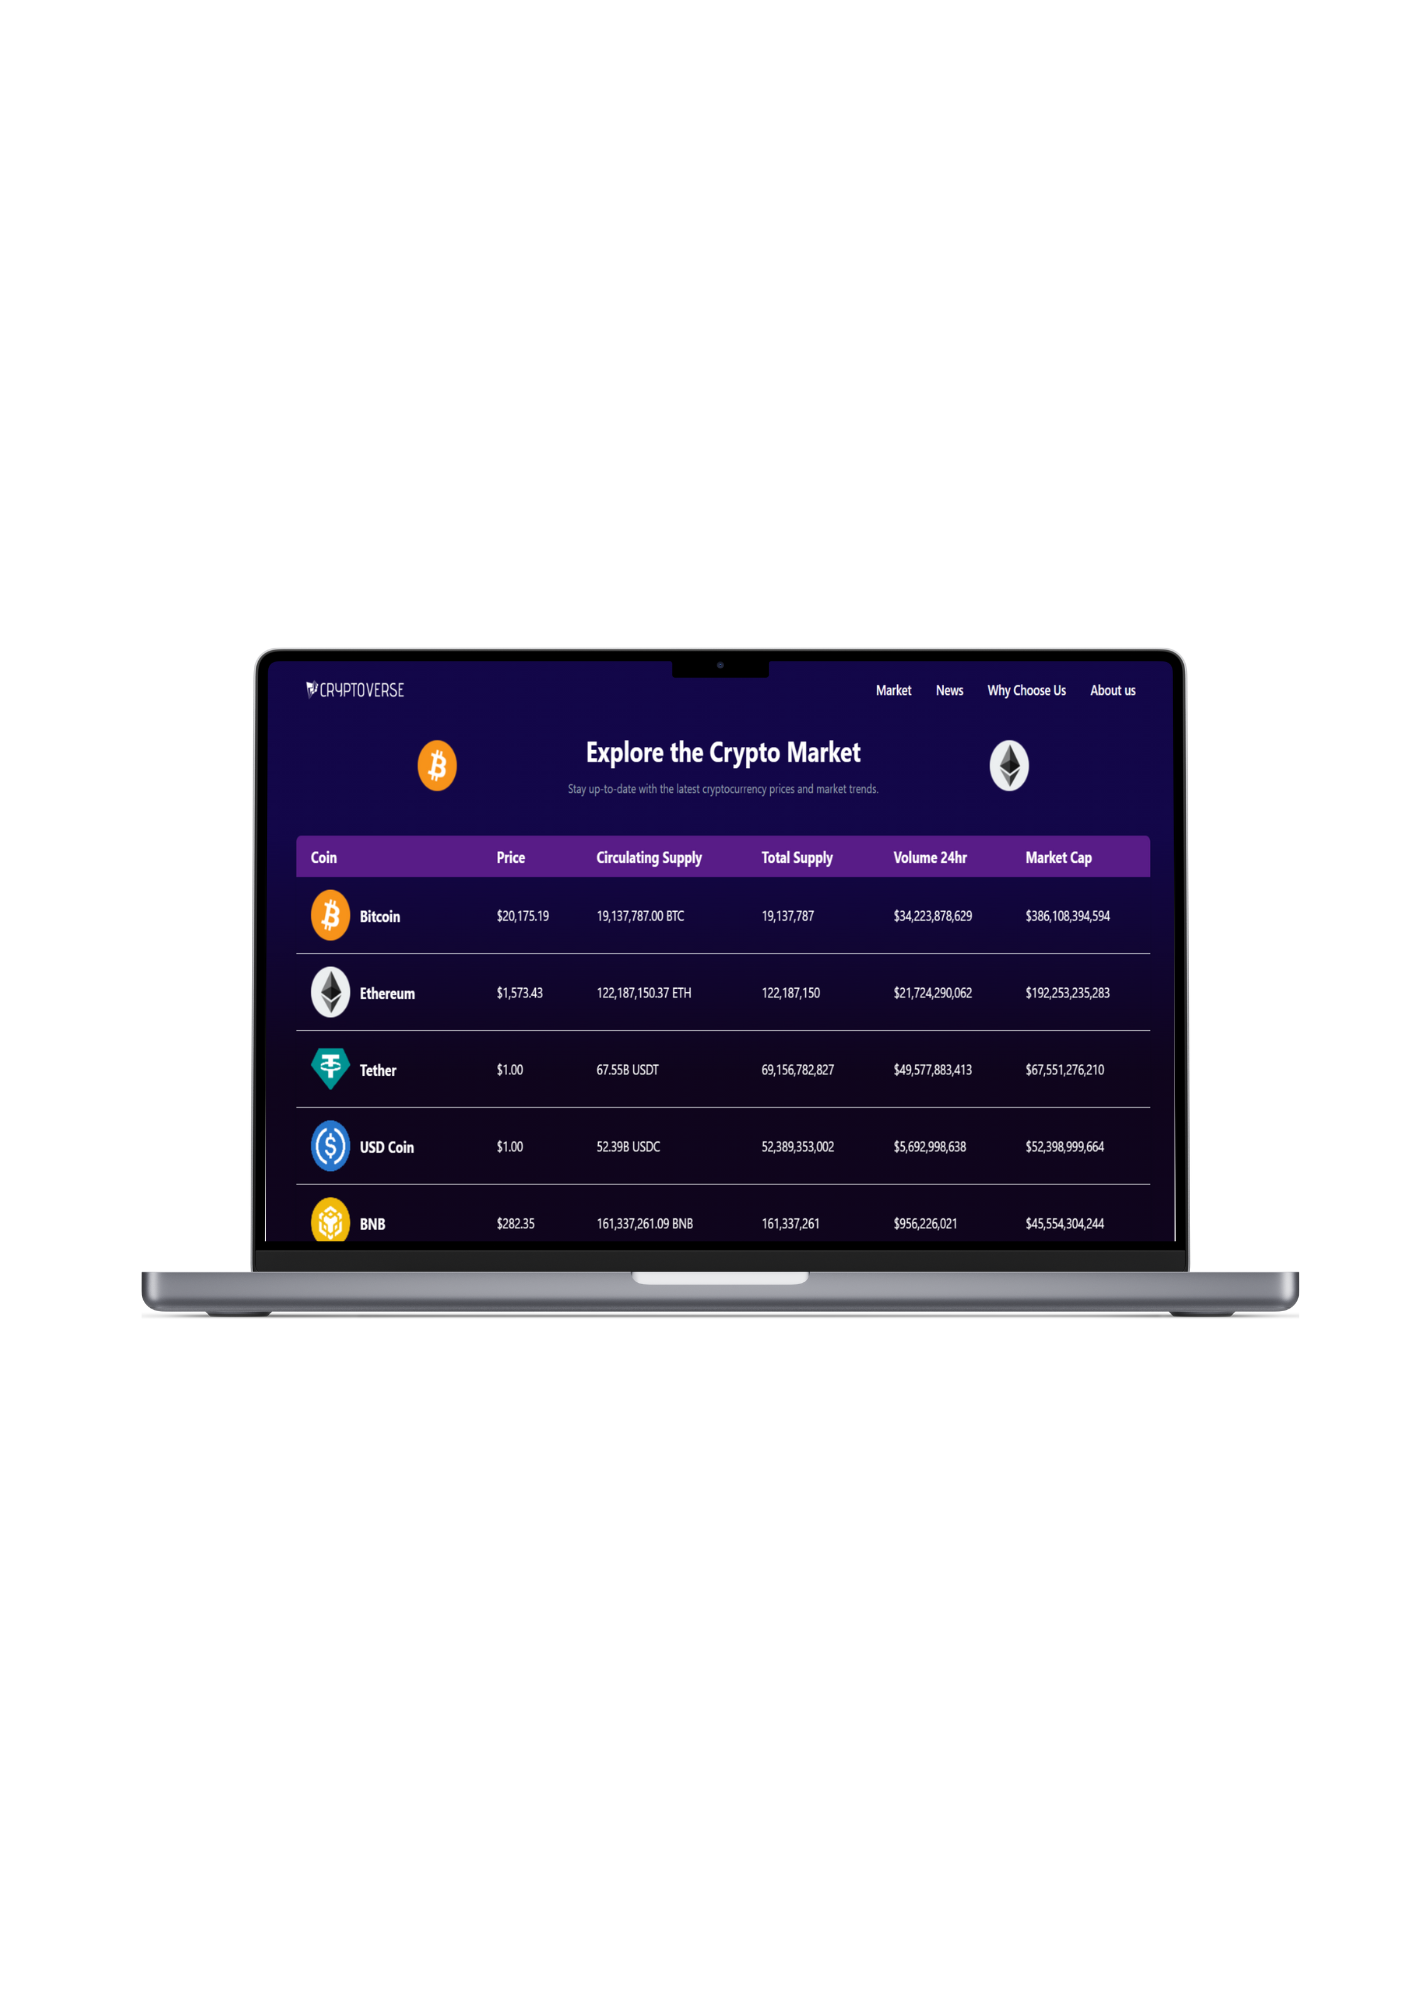 CRYPTOVERSE
Market News Why Choose Us About us
Explore the Crypto Market
Stay up-to-date with the latest cryptocurrency prices and market trends.
Coin Price Circulating Supply Total Supply Volume 24hr Market Cap
Bitcoin $20,175.19 19,137,787.00 BTC 19,137,787 $34,223,878,629 $386,108,394,594
Ethereum $1,573.43 122,187,150.37 ETH 122,187,150 $21,724,290,062 $192,253,235,283
Tether $1.00 67.55B USDT 69,156,782,827 $49,577,883,413 $67,551,276,210
USD Coin $1.00 52.39B USDC 52,389,353,002 $5,692,998,638 $52,398,999,664
BNB $282.35 161,337,261.09 BNB 161,337,261 $956,226,021 $45,554,304,244